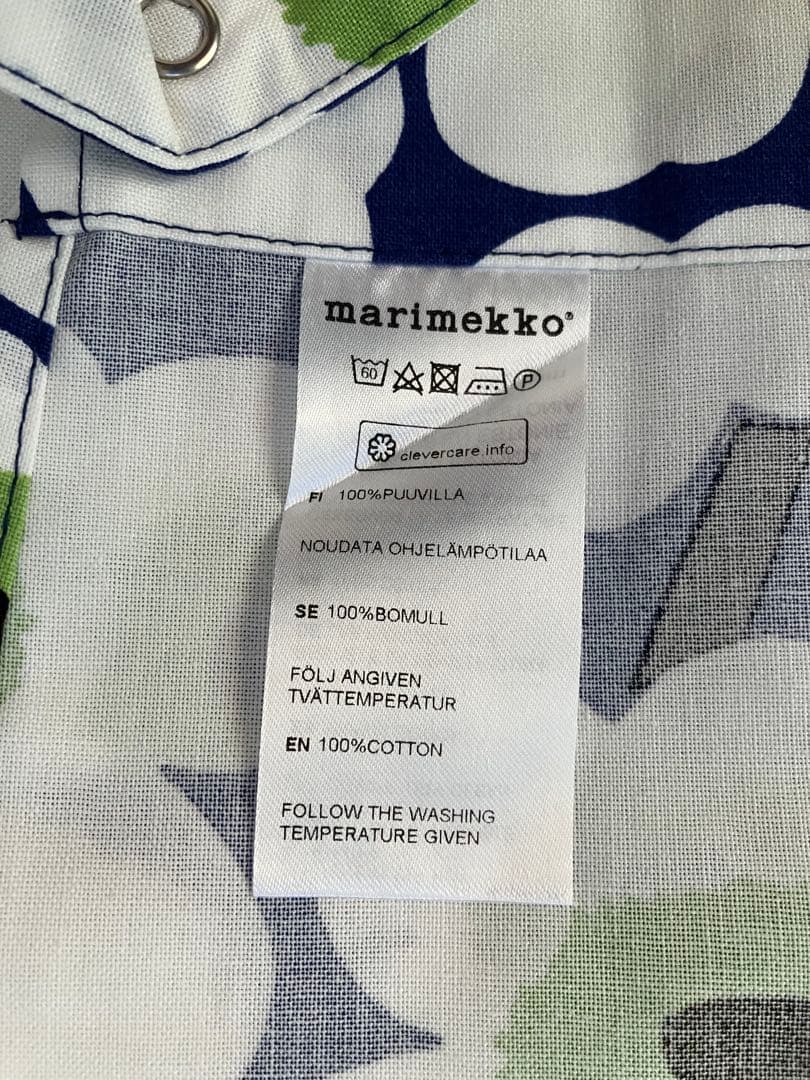 marimekko®
60
P
clevercare.info
FI 100%PUUVILLA
NOUDATA OHJELÄMPÖTILAA
SE 100%BOMULL
FÖLJ ANGIVEN
TVÄTTEMPERATUR
EN 100%COTTON
FOLLOW THE WASHING
TEMPERATURE GIVEN